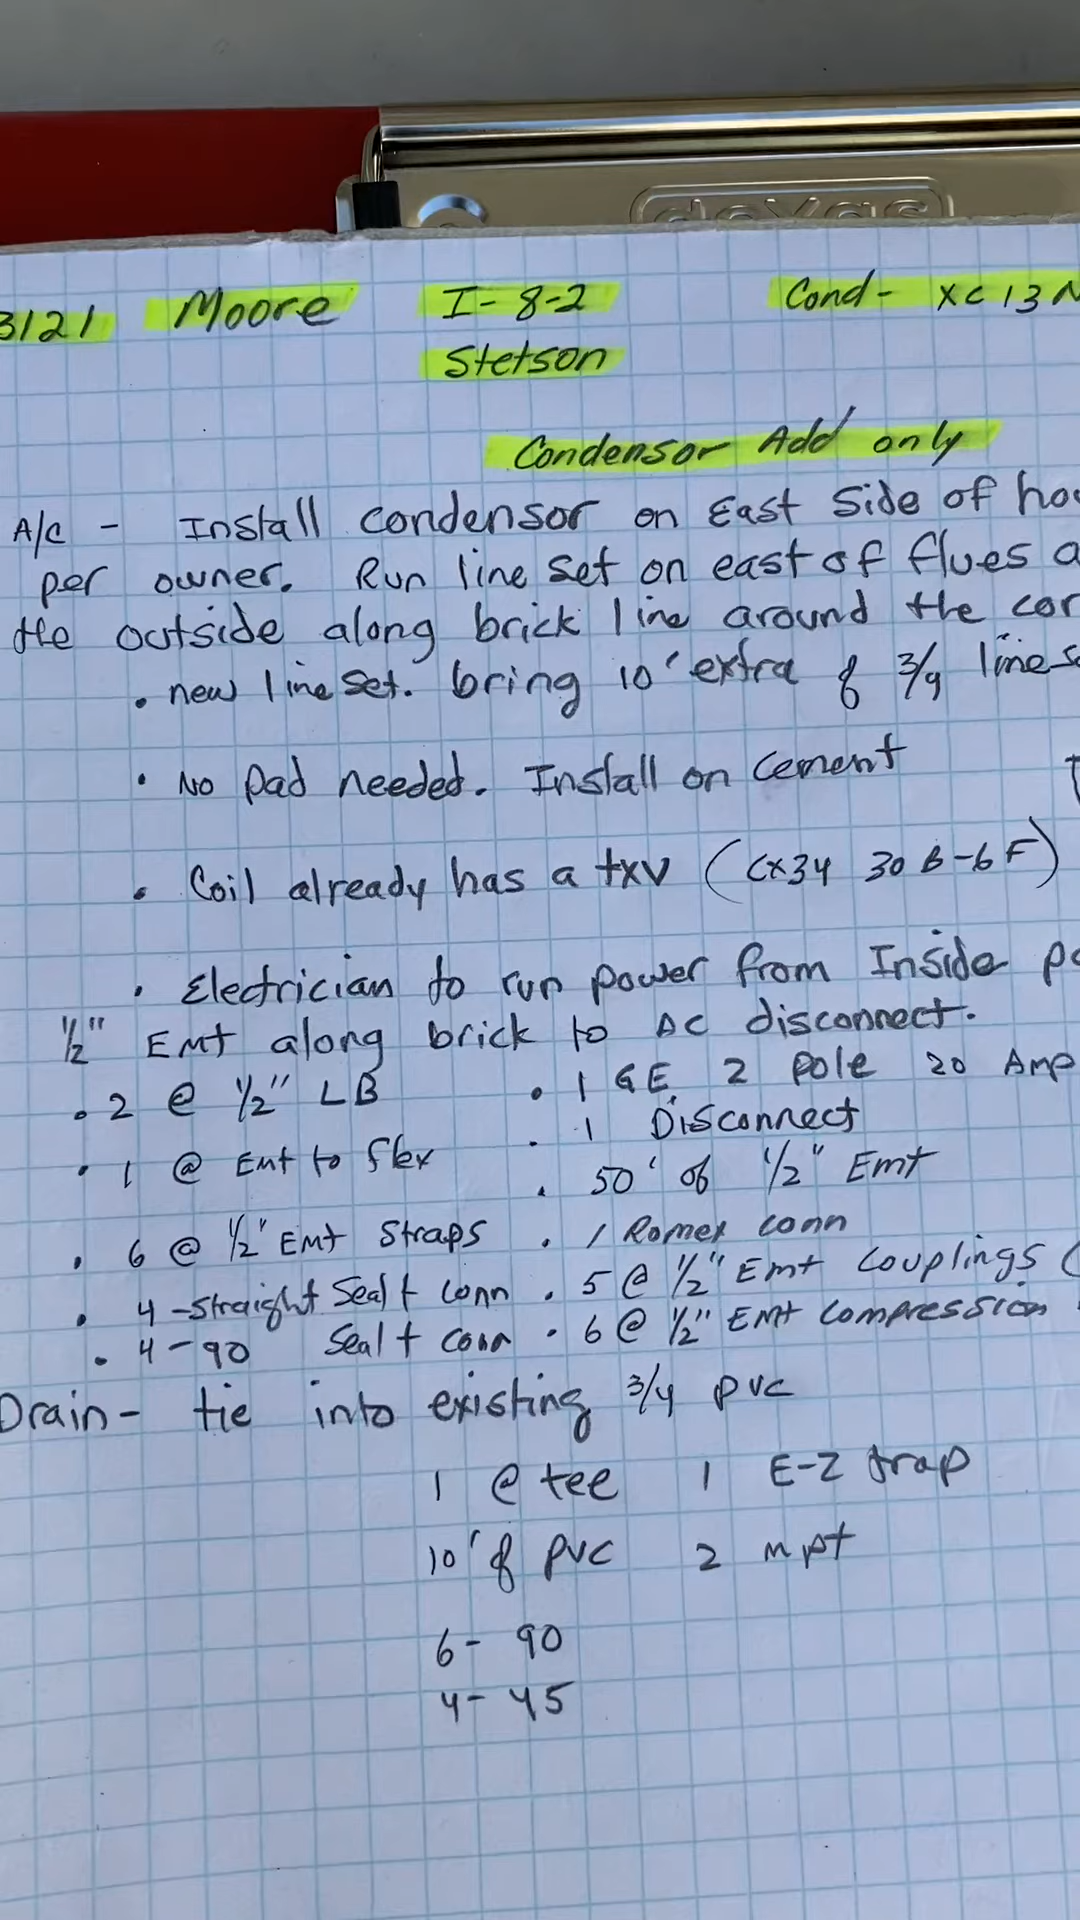 3121 Moore I-8-2 Cond- XC13N
Stetson
Condensor Add only
A/C - Install condensor on East Side of
per owner. Run line set on east of flues
the outside along brick line around the
. new line set. bring 10' extra of 3/4
. No pad needed. Install on Cement
. Coil already has a txv (CX34 30B-6F)
. Electrician to run power from Inside
1/2" EMT along brick to AC disconnect.
. 2 @ 1/2" LB . 1 GE 2 pole 20 Amp
. 1 @ Emt to flex . 1 Disconnect
. 6 @ 1/2" EMT Straps . 50' of 1/2" Emt
. 4 -Straight Sealt conn . 1 Romex conn
. 4-90 Sealt conn . 5 @ 1/2" Emt couplings (
. 6 @ 1/2" EMt compression
Drain- tie into existing 3/4 pvc
1 @ tee 1 E-Z trap
10' of pvc 2 mpt
6- 90
4- 45